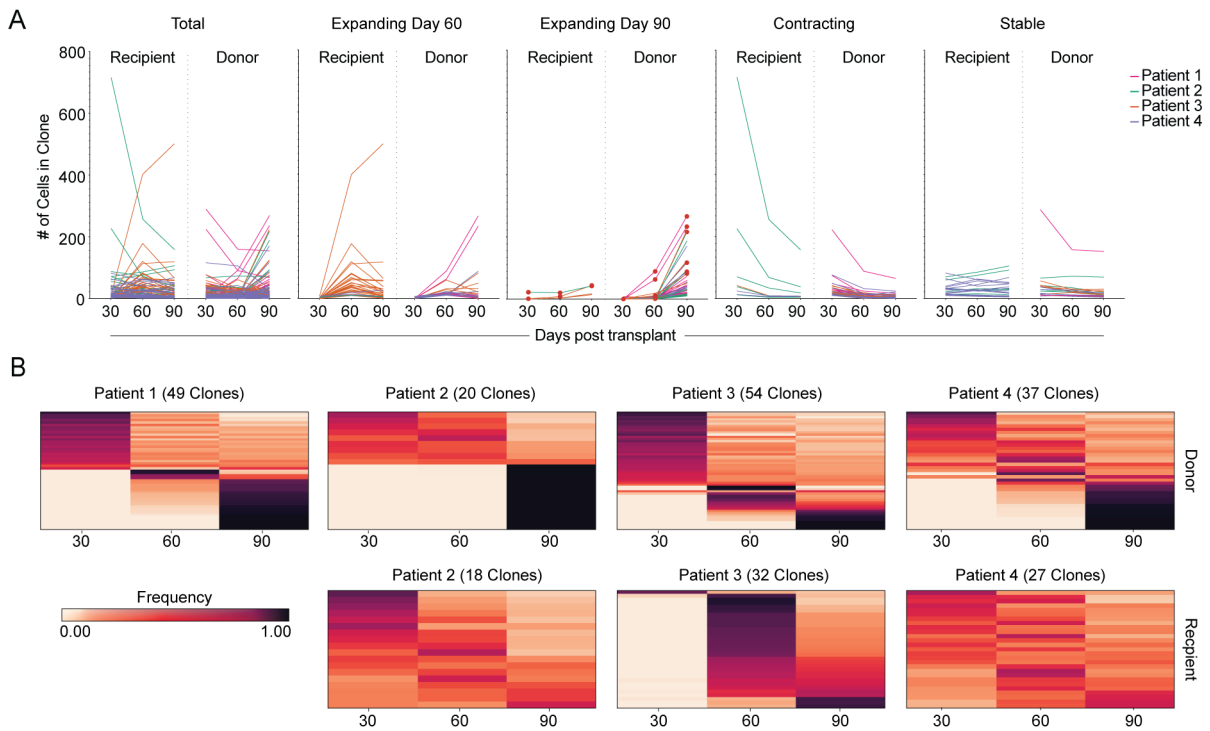 A
Total
Expanding Day 60
Expanding Day 90
Contracting
Stable
Recipient Donor
Recipient Donor
Recipient Donor
Recipient Donor
Recipient Donor
# of Cells in Clone
800
600
400
200
0
30 60 90 30 60 90
30 60 90 30 60 90
30 60 90 30 60 90
30 60 90 30 60 90
30 60 90 30 60 90
Days post transplant
Patient 1
Patient 2
Patient 3
Patient 4
B
Patient 1 (49 Clones)
30 60 90
Patient 2 (20 Clones)
30 60 90
Patient 3 (54 Clones)
30 60 90
Patient 4 (37 Clones)
30 60 90
Donor
Frequency
0.00 1.00
Patient 2 (18 Clones)
30 60 90
Patient 3 (32 Clones)
30 60 90
Patient 4 (27 Clones)
30 60 90
Recpient